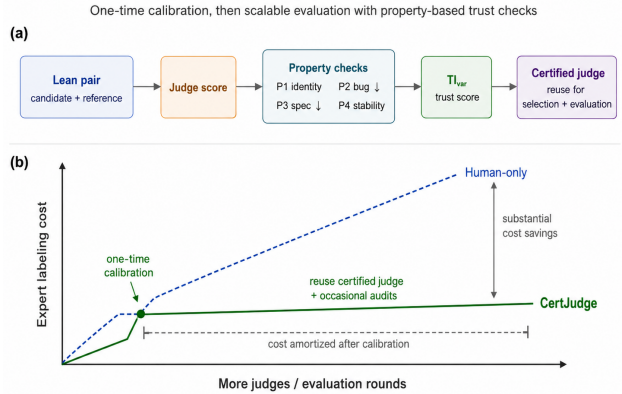 One-time calibration, then scalable evaluation with property-based trust checks
(a)
Lean pair
candidate + reference
Judge score
Property checks
P1 identity P2 bug ↓
P3 spec ↓ P4 stability
TIvar
trust score
Certified judge
reuse for
selection + evaluation
(b)
Human-only
substantial
cost savings
one-time
calibration
reuse certified judge
+ occasional audits
CertJudge
cost amortized after calibration
Expert labeling cost
More judges / evaluation rounds